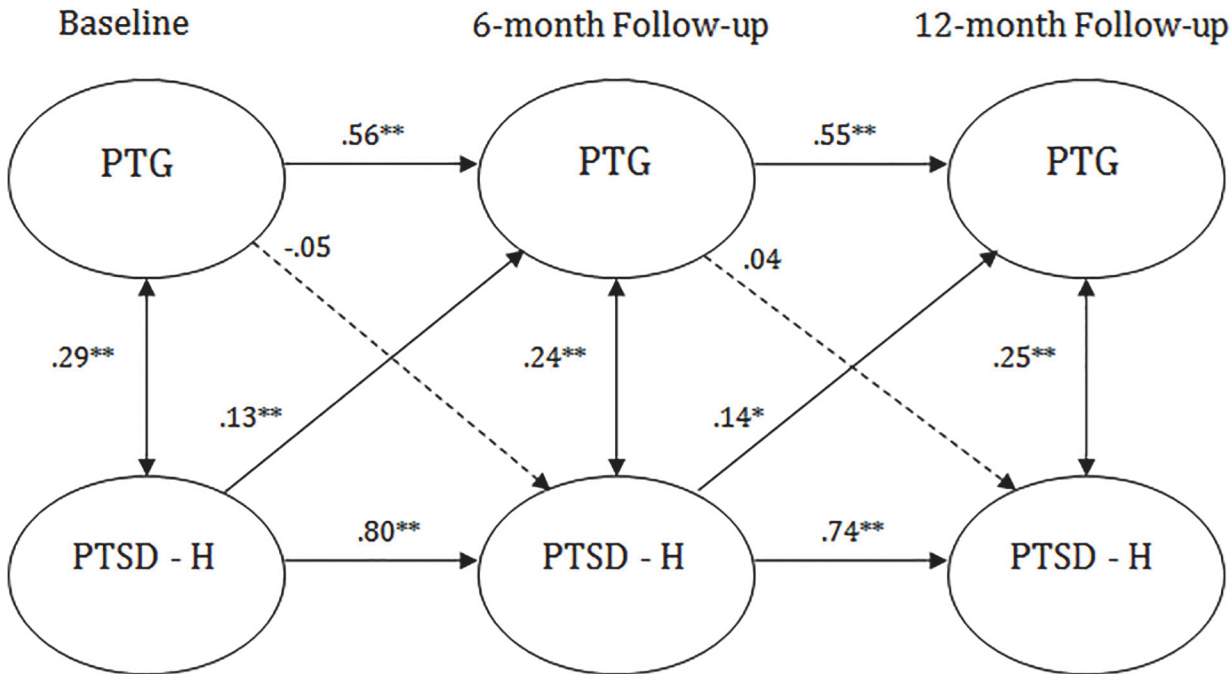 Baseline 6-month Follow-up 12-month Follow-up
PTG .56** PTG .55** PTG
-.05 .04
.29** .24** .25**
.13** .14*
PTSD - H .80** PTSD - H .74** PTSD - H